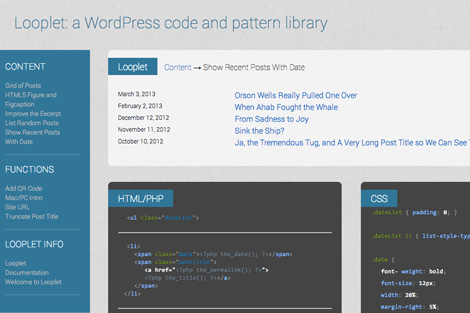 Looplet: a WordPress code and pattern library
CONTENT
Grid of Posts
HTML5 Figure and
Figcaption
Improve the Excerpt
List Random Posts
Show Recent Posts
With Date
FUNCTIONS
Add QR Code
Mac/PC Intro
Site URL
Truncate Post Title
LOOPLET INFO
Looplet
Documentation
Welcome to Looplet
Looplet Content → Show Recent Posts With Date
March 3, 2013 Orson Wells Really Pulled One Over
February 2, 2013 When Ahab Fought the Whale
December 12, 2012 From Sadness to Joy
November 11, 2012 Sink the Ship?
October 10, 2012 Ja, the Tremendous Tug, and A Very Long Post Title so We Can See
HTML/PHP
<ul class="dateList">
<li>
<span class="date"><?php the_date(); ?></span>
<span class="postTitle">
<a href="<?php the_permalink(); ?>">
<?php the_title(); ?></a>
</span>
</li>
CSS
.dateList { padding: 0; }
.dateList li { list-style-typ
.date {
font- weight: bold;
font-size: 12px;
width: 20%;
margin-right: 5%;